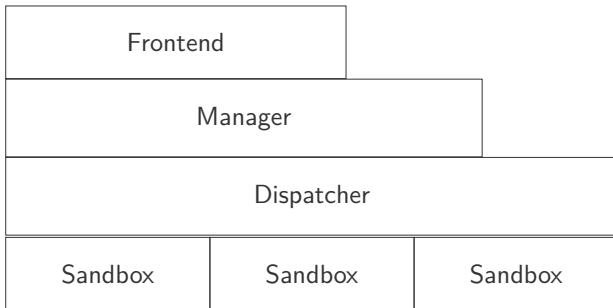 Frontend
Manager
Dispatcher
Sandbox Sandbox Sandbox